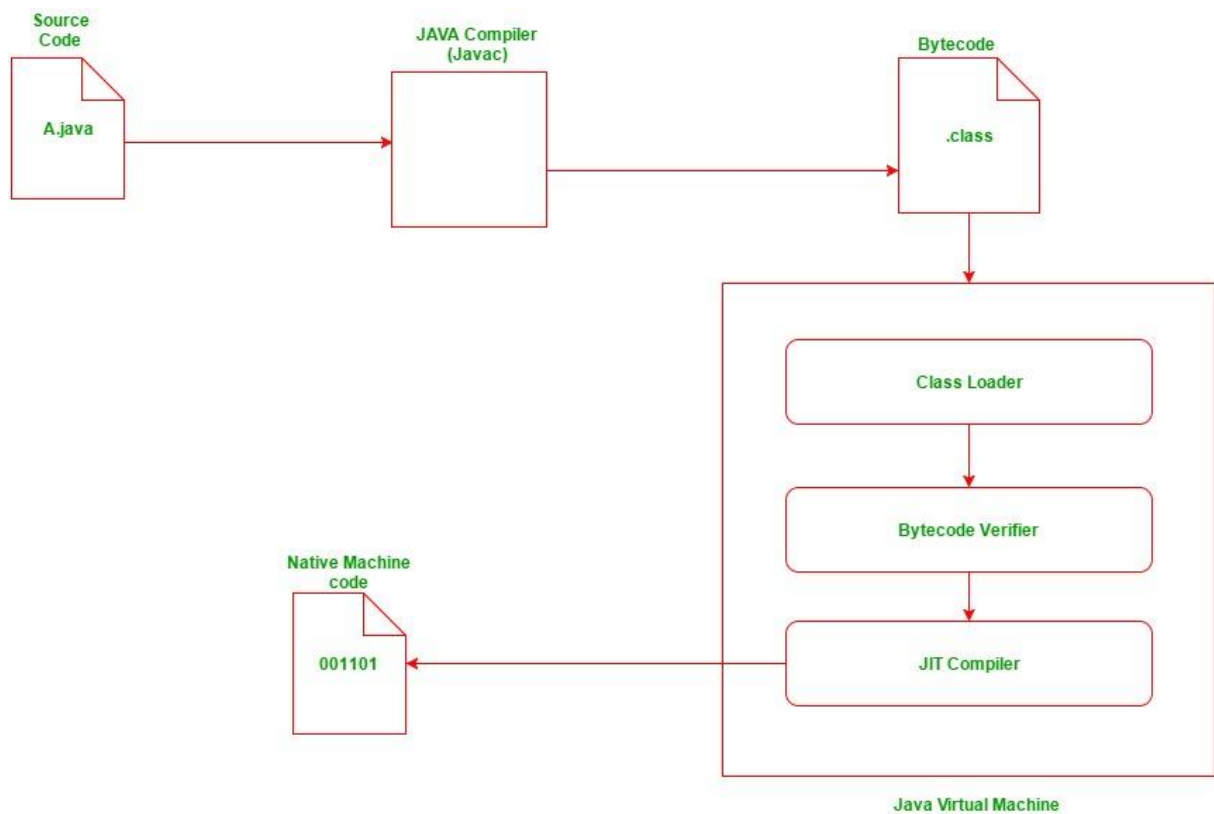 Source
Code
A.java
JAVA Compiler
(Javac)
Bytecode
.class
Class Loader
Bytecode Verifier
JIT Compiler
Native Machine
code
001101
Java Virtual Machine